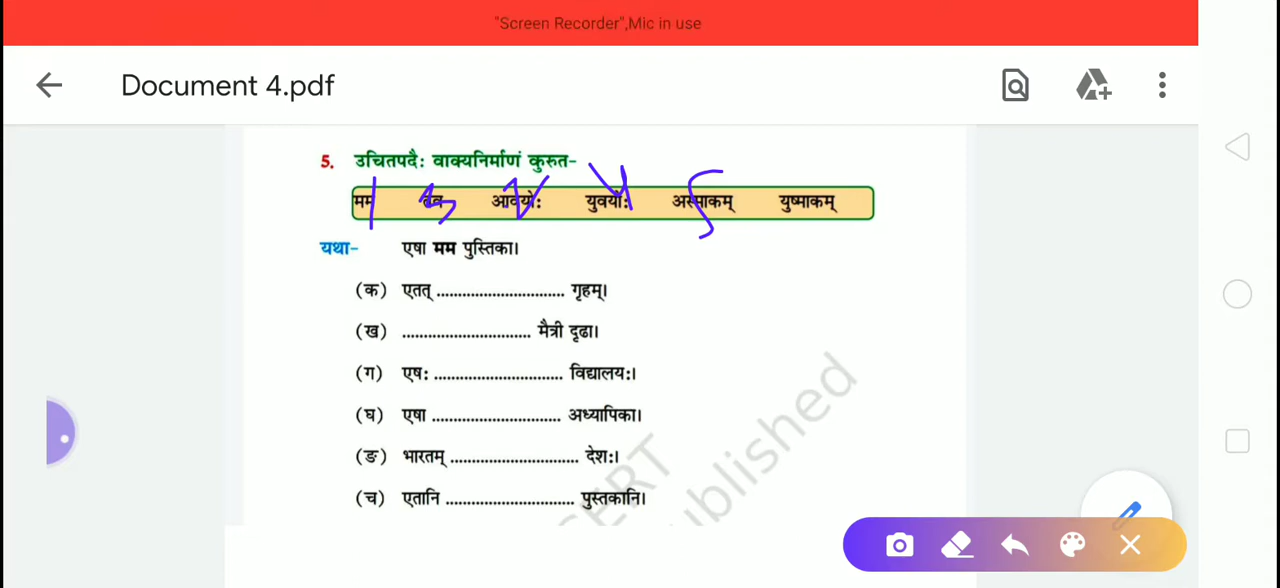 "Screen Recorder",Mic in use
Document 4.pdf
5. उचितपदैः वाक्यनिर्माणं कुरुत-
मम तव आवयोः युवयोः अस्माकम् युष्माकम्
यथा- एषा मम पुस्तिका।
(क) एतत् .............................. गृहम्।
(ख) .............................. मैत्री दृढा।
(ग) एषः .............................. विद्यालयः।
(घ) एषा .............................. अध्यापिका।
(ङ) भारतम् .............................. देशः।
(च) एतानि .............................. पुस्तकानि।